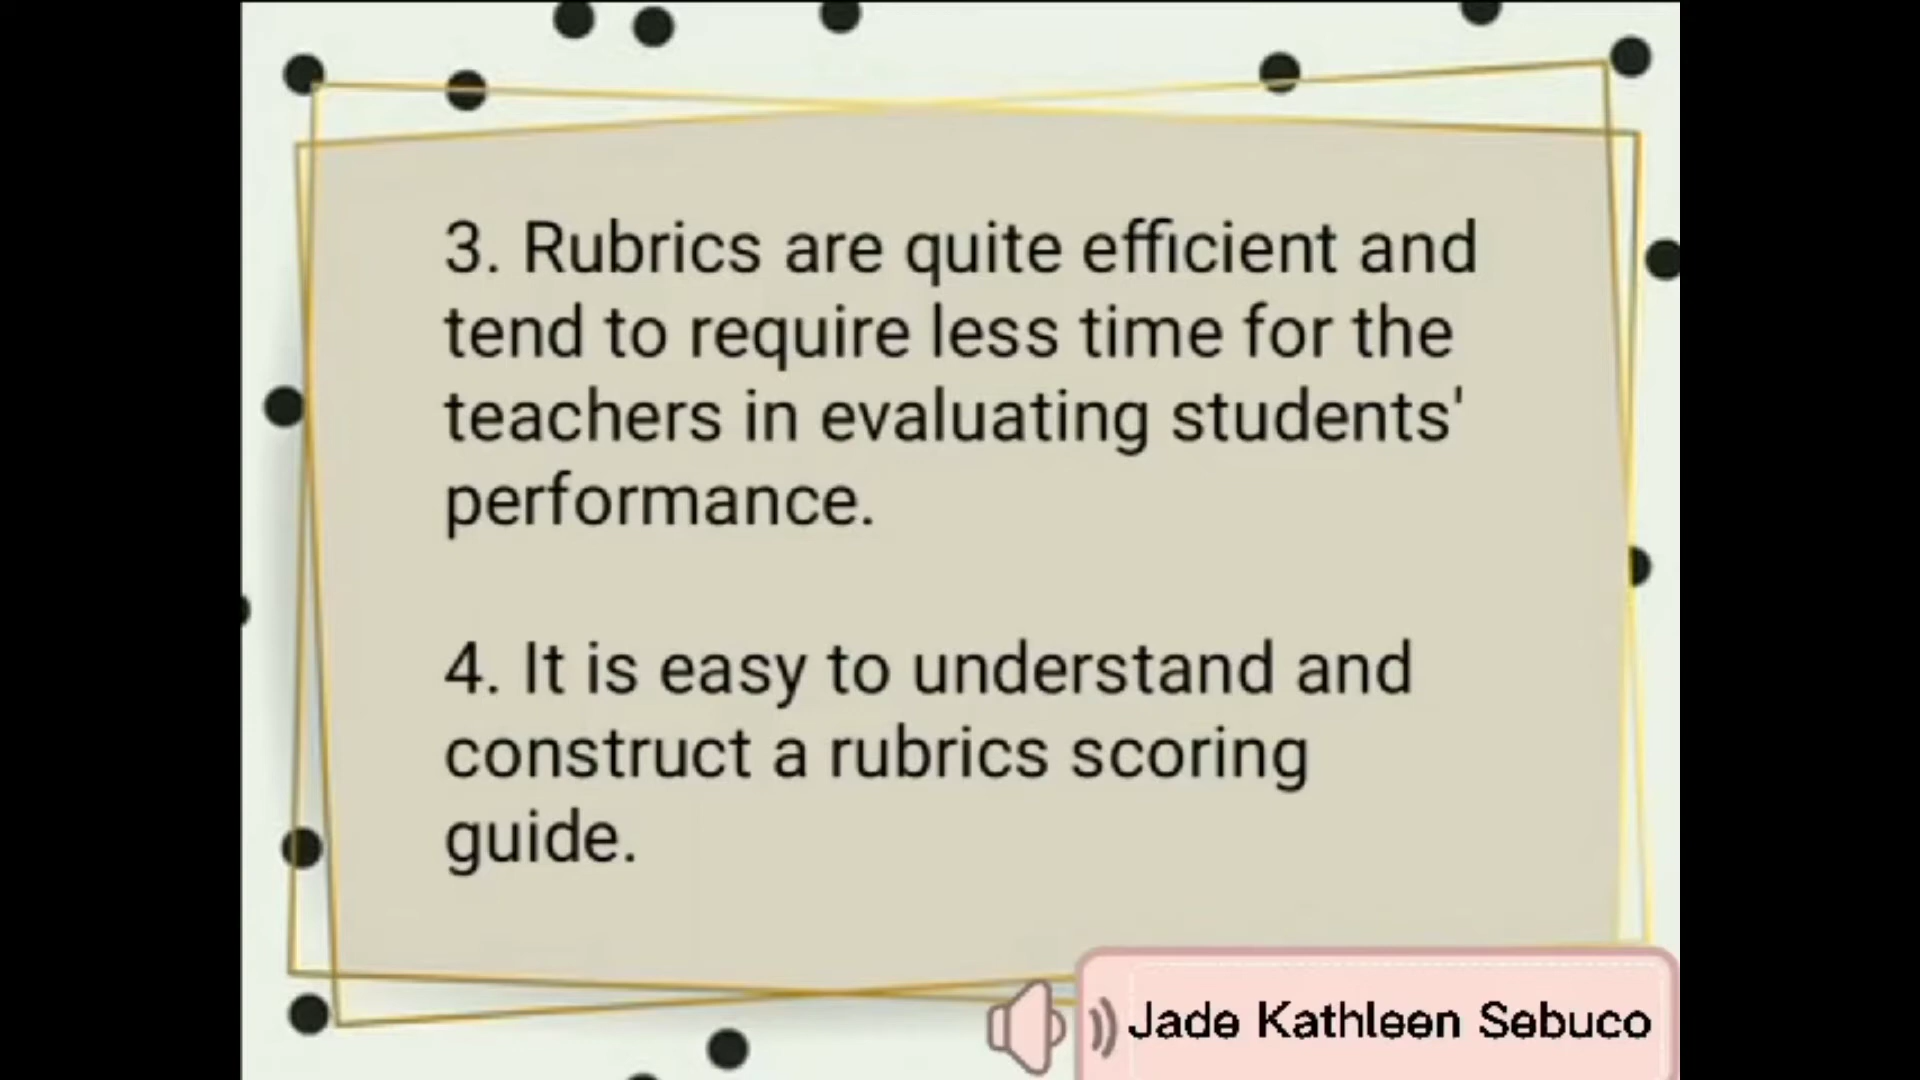 3. Rubrics are quite efficient and
tend to require less time for the
teachers in evaluating students'
performance.
4. It is easy to understand and
construct a rubrics scoring
guide.
Jade Kathleen Sebuco